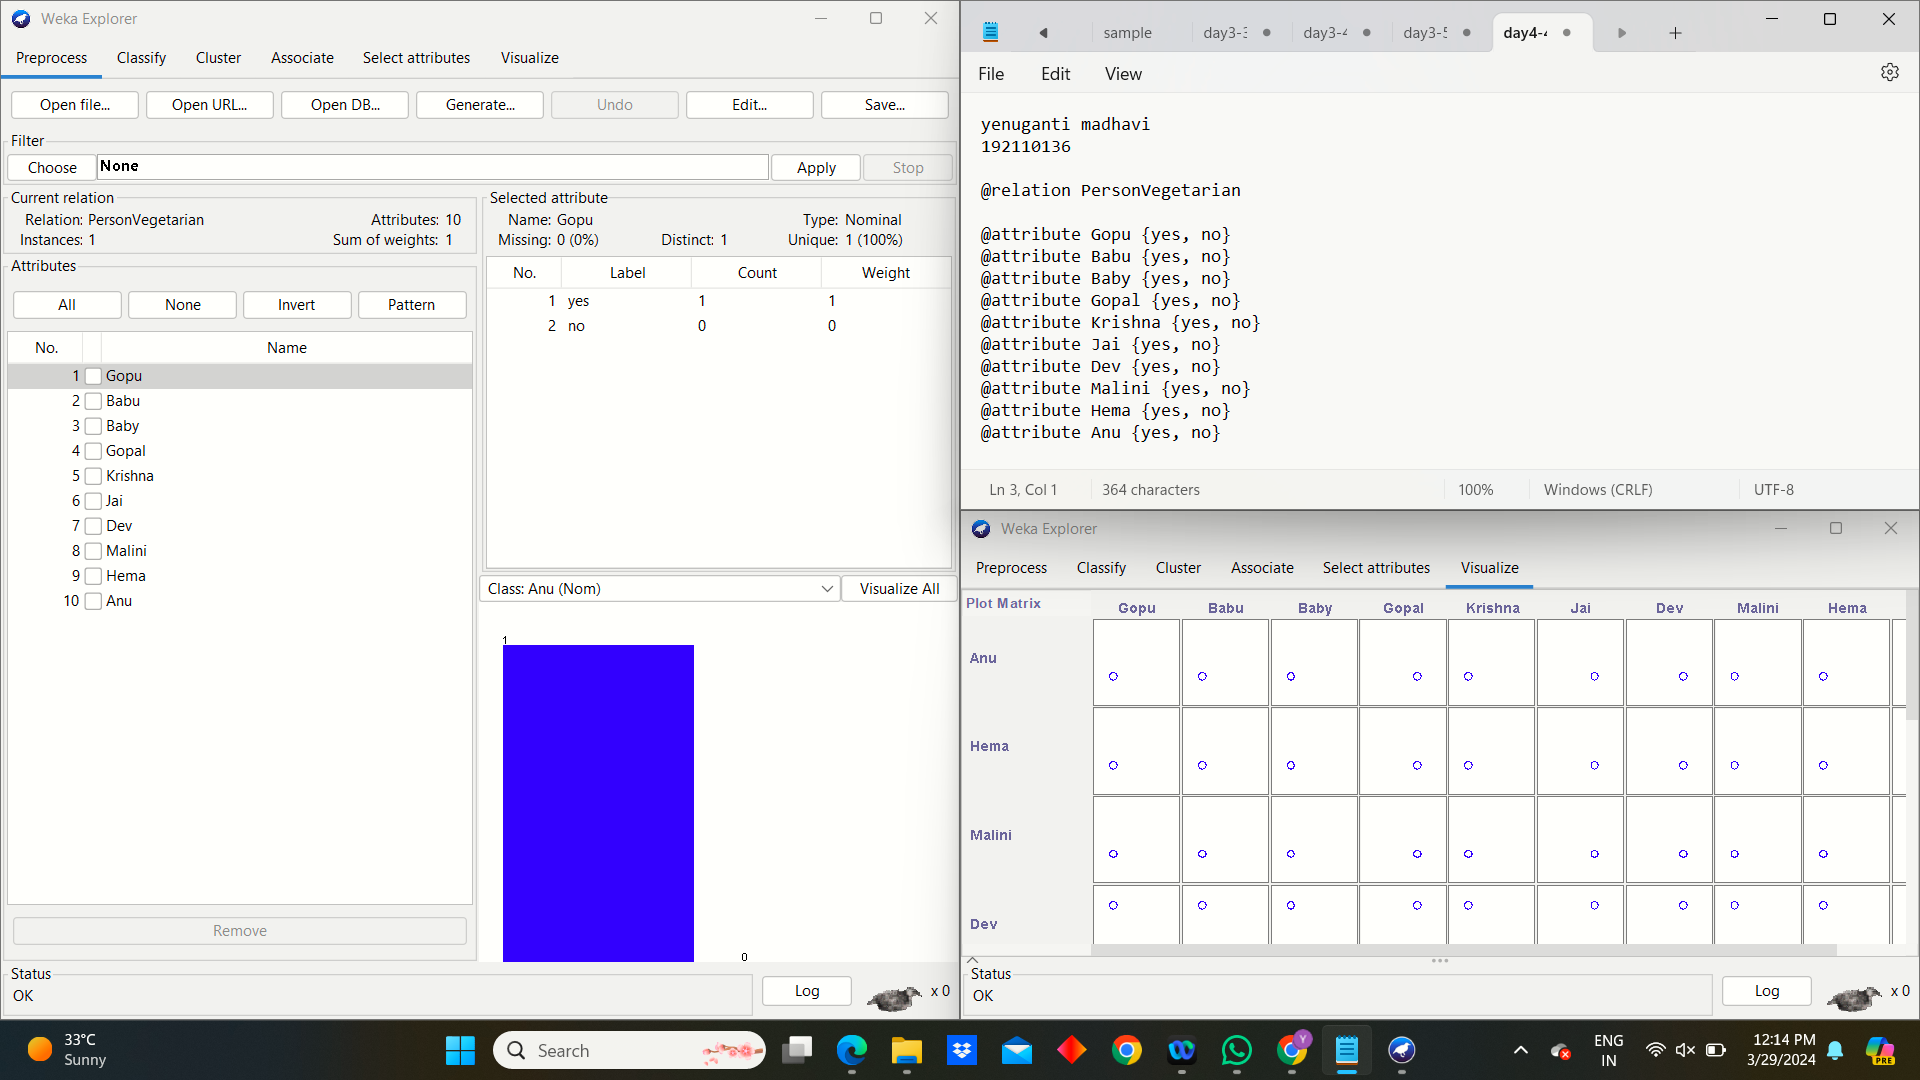 Weka Explorer
Preprocess Classify Cluster Associate Select attributes Visualize
Open file... Open URL... Open DB... Generate... Undo Edit... Save...
Filter
Choose None Apply Stop
Current relation
Relation: PersonVegetarian Attributes: 10
Instances: 1 Sum of weights: 1
Attributes
All None Invert Pattern
No. Name
1 Gopu
2 Babu
3 Baby
4 Gopal
5 Krishna
6 Jai
7 Dev
8 Malini
9 Hema
10 Anu
Remove
Status
OK
Selected attribute
Name: Gopu Type: Nominal
Missing: 0 (0%) Distinct: 1 Unique: 1 (100%)
No. Label Count Weight
1 yes 1 1
2 no 0 0
Class: Anu (Nom) Visualize All
1
0
Log x 0
sample day3-3 day3-4 day3-5 day4-4
File Edit View
yenuganti madhavi
192110136
@relation PersonVegetarian
@attribute Gopu {yes, no}
@attribute Babu {yes, no}
@attribute Baby {yes, no}
@attribute Gopal {yes, no}
@attribute Krishna {yes, no}
@attribute Jai {yes, no}
@attribute Dev {yes, no}
@attribute Malini {yes, no}
@attribute Hema {yes, no}
@attribute Anu {yes, no}
Ln 3, Col 1 364 characters 100% Windows (CRLF) UTF-8
Weka Explorer
Preprocess Classify Cluster Associate Select attributes Visualize
Plot Matrix Gopu Babu Baby Gopal Krishna Jai Dev Malini Hema
Anu
Hema
Malini
Dev
Status
OK
Log x 0
33°C
Sunny
Search
Y
ENG
IN
12:14 PM
3/29/2024
PRE